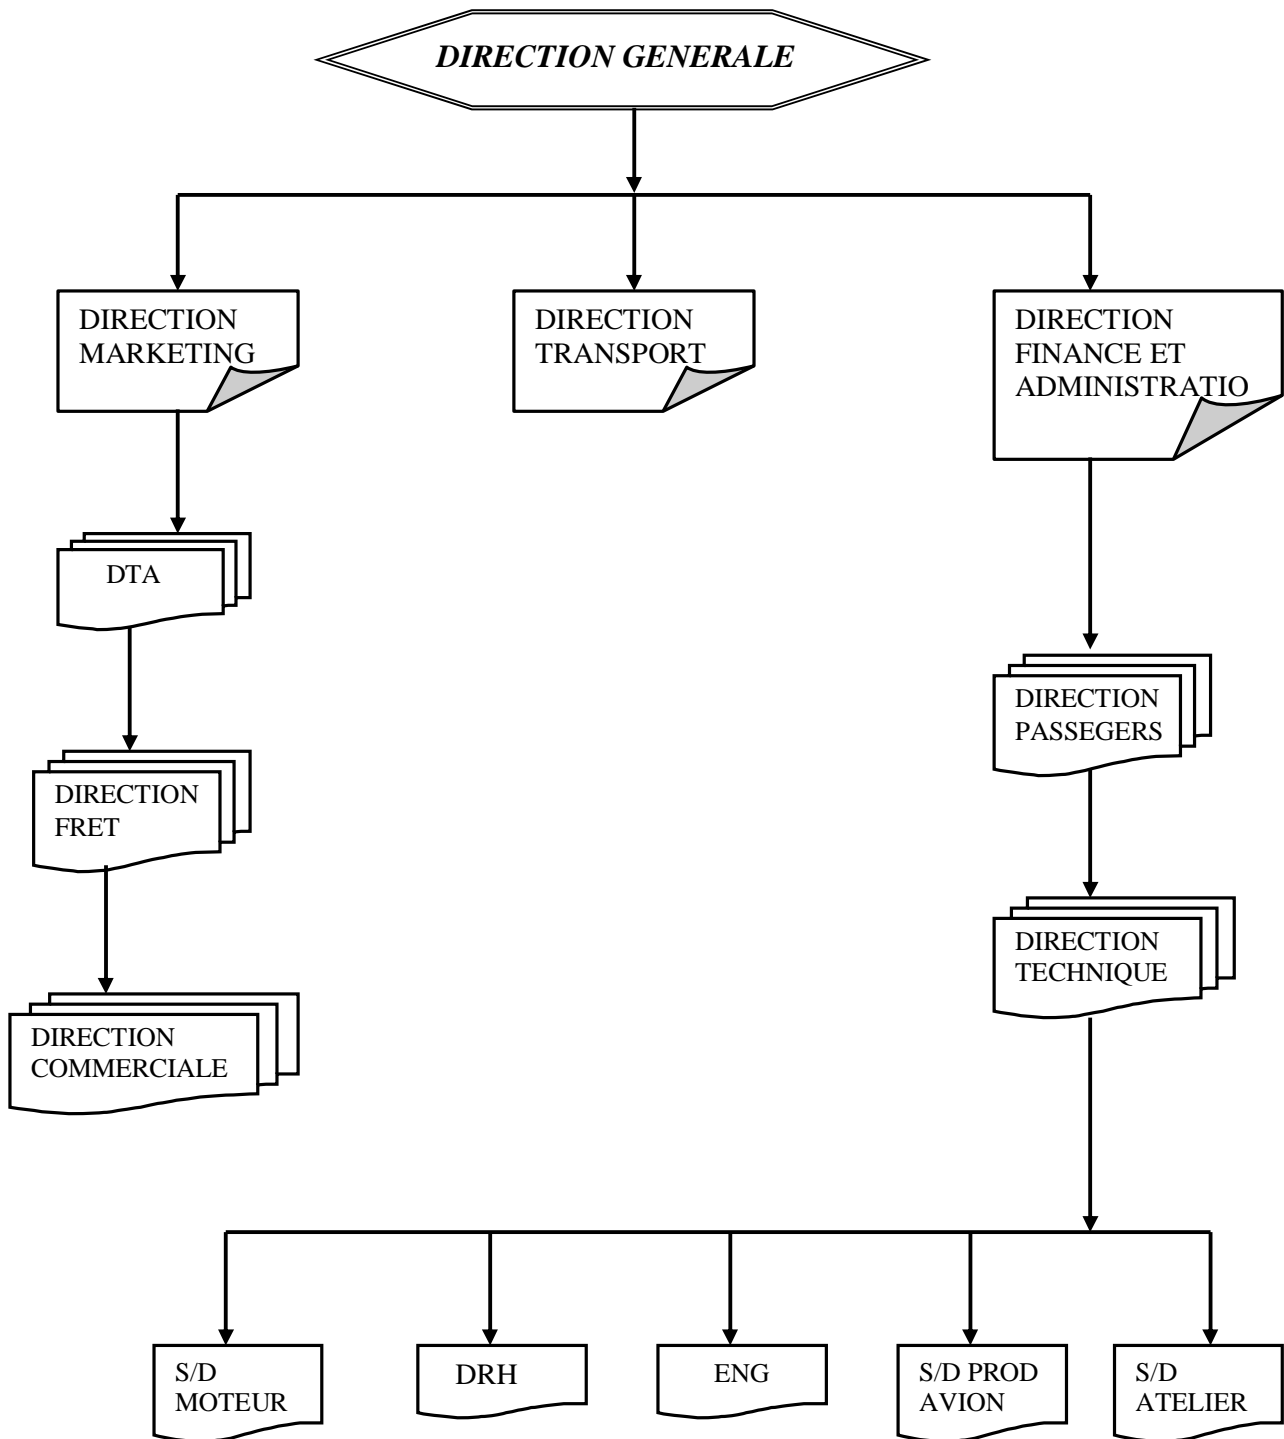 DIRECTION GENERALE
DIRECTION
MARKETING
DIRECTION
TRANSPORT
DIRECTION
FINANCE ET
ADMINISTRATIO
DTA
DIRECTION
PASSEGERS
DIRECTION
FRET
DIRECTION
TECHNIQUE
DIRECTION
COMMERCIALE
S/D
MOTEUR
DRH
ENG
S/D PROD
AVION
S/D
ATELIER